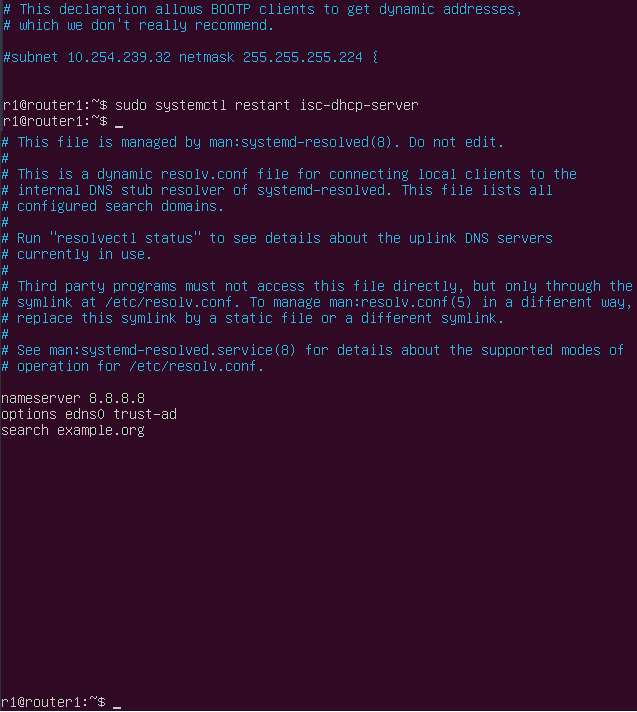 # This declaration allows BOOTP clients to get dynamic addresses,
# which we don't really recommend.
#subnet 10.254.239.32 netmask 255.255.255.224 {
r1@router1:~$ sudo systemctl restart isc-dhcp-server
r1@router1:~$ _
# This file is managed by man:systemd-resolved(8). Do not edit.
#
# This is a dynamic resolv.conf file for connecting local clients to the
# internal DNS stub resolver of systemd-resolved. This file lists all
# configured search domains.
#
# Run "resolvectl status" to see details about the uplink DNS servers
# currently in use.
#
# Third party programs must not access this file directly, but only through the
# symlink at /etc/resolv.conf. To manage man:resolv.conf(5) in a different way,
# replace this symlink by a static file or a different symlink.
#
# See man:systemd-resolved.service(8) for details about the supported modes of
# operation for /etc/resolv.conf.
nameserver 8.8.8.8
options edns0 trust-ad
search example.org
r1@router1:~$ _